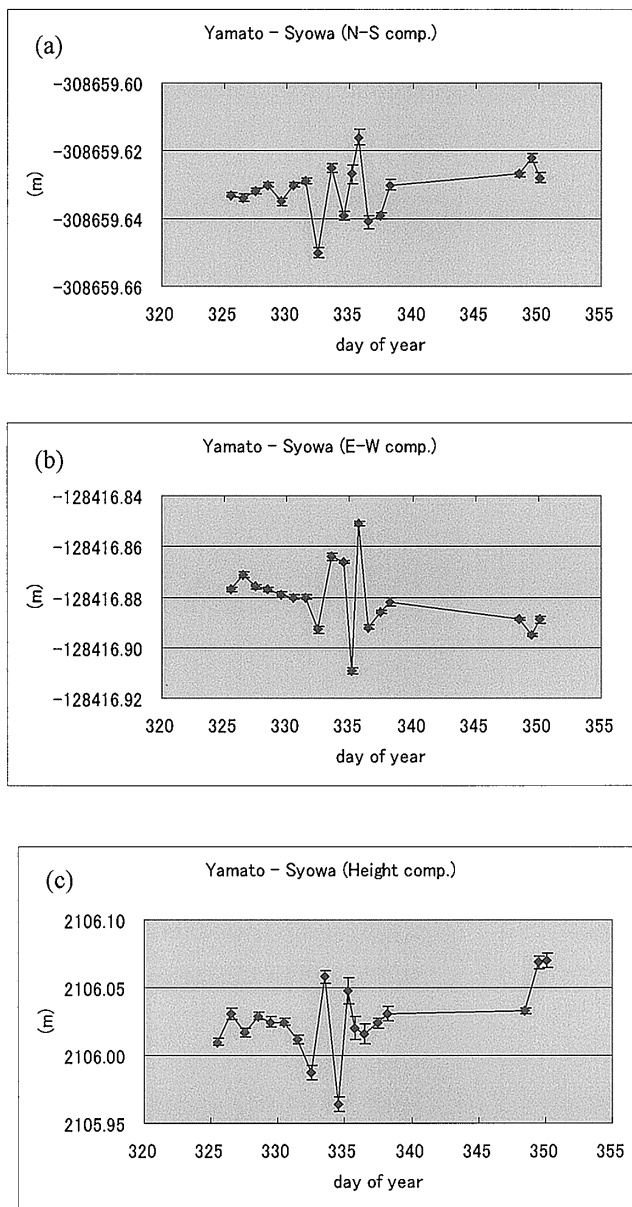 (a)
Yamato - Syowa (N-S comp.)
-308659.60
-308659.62
-308659.64
-308659.66
(m)
320 325 330 335 340 345 350 355
day of year
(b)
Yamato - Syowa (E-W comp.)
-128416.84
-128416.86
-128416.88
-128416.90
-128416.92
(m)
320 325 330 335 340 345 350 355
day of year
(c)
Yamato - Syowa (Height comp.)
2106.10
2106.05
2106.00
2105.95
(m)
320 325 330 335 340 345 350 355
day of year